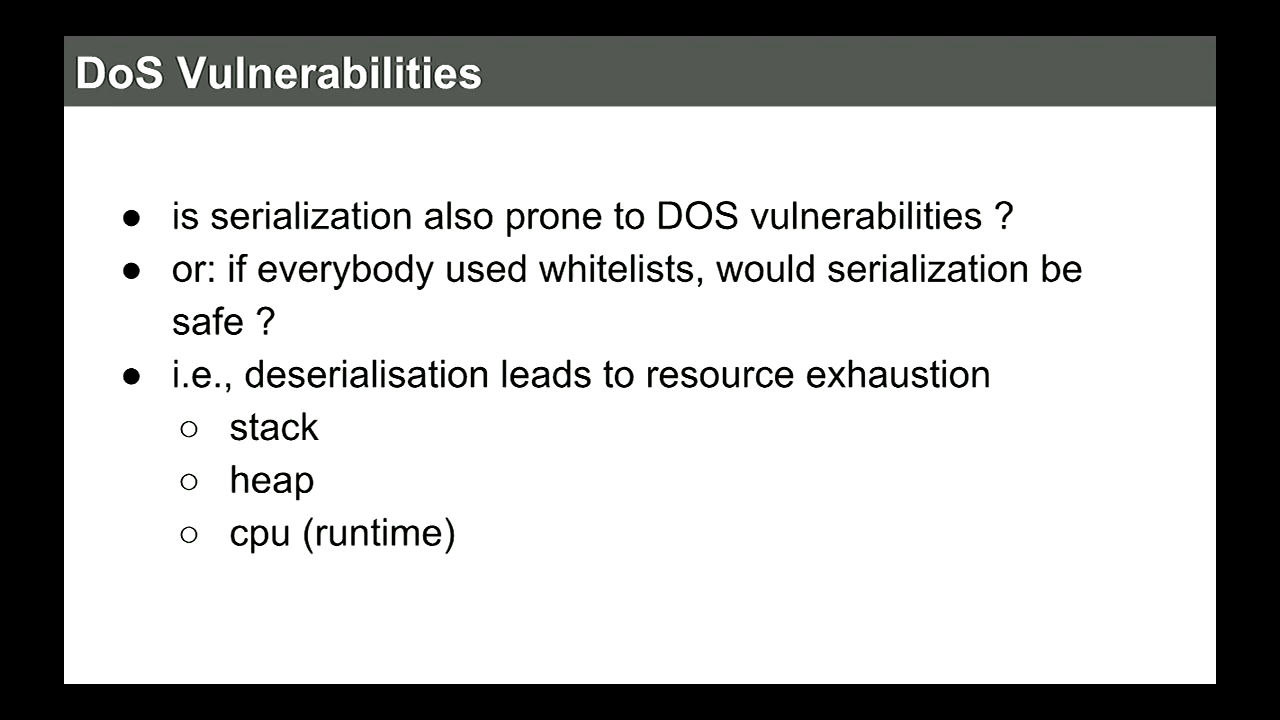 DoS Vulnerabilities
● is serialization also prone to DOS vulnerabilities ?
● or: if everybody used whitelists, would serialization be
safe ?
● i.e., deserialisation leads to resource exhaustion
○ stack
○ heap
○ cpu (runtime)